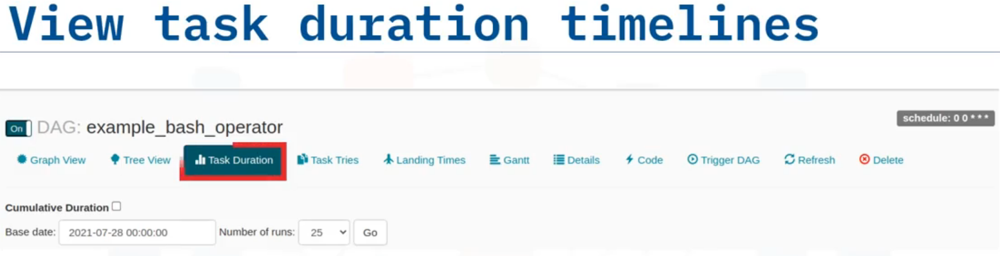 View task duration timelines
schedule: 0 0 * * *
On DAG: example_bash_operator
Graph View Tree View Task Duration Task Tries Landing Times Gantt Details Code Trigger DAG Refresh Delete
Cumulative Duration
Base date: 2021-07-28 00:00:00 Number of runs: 25 Go